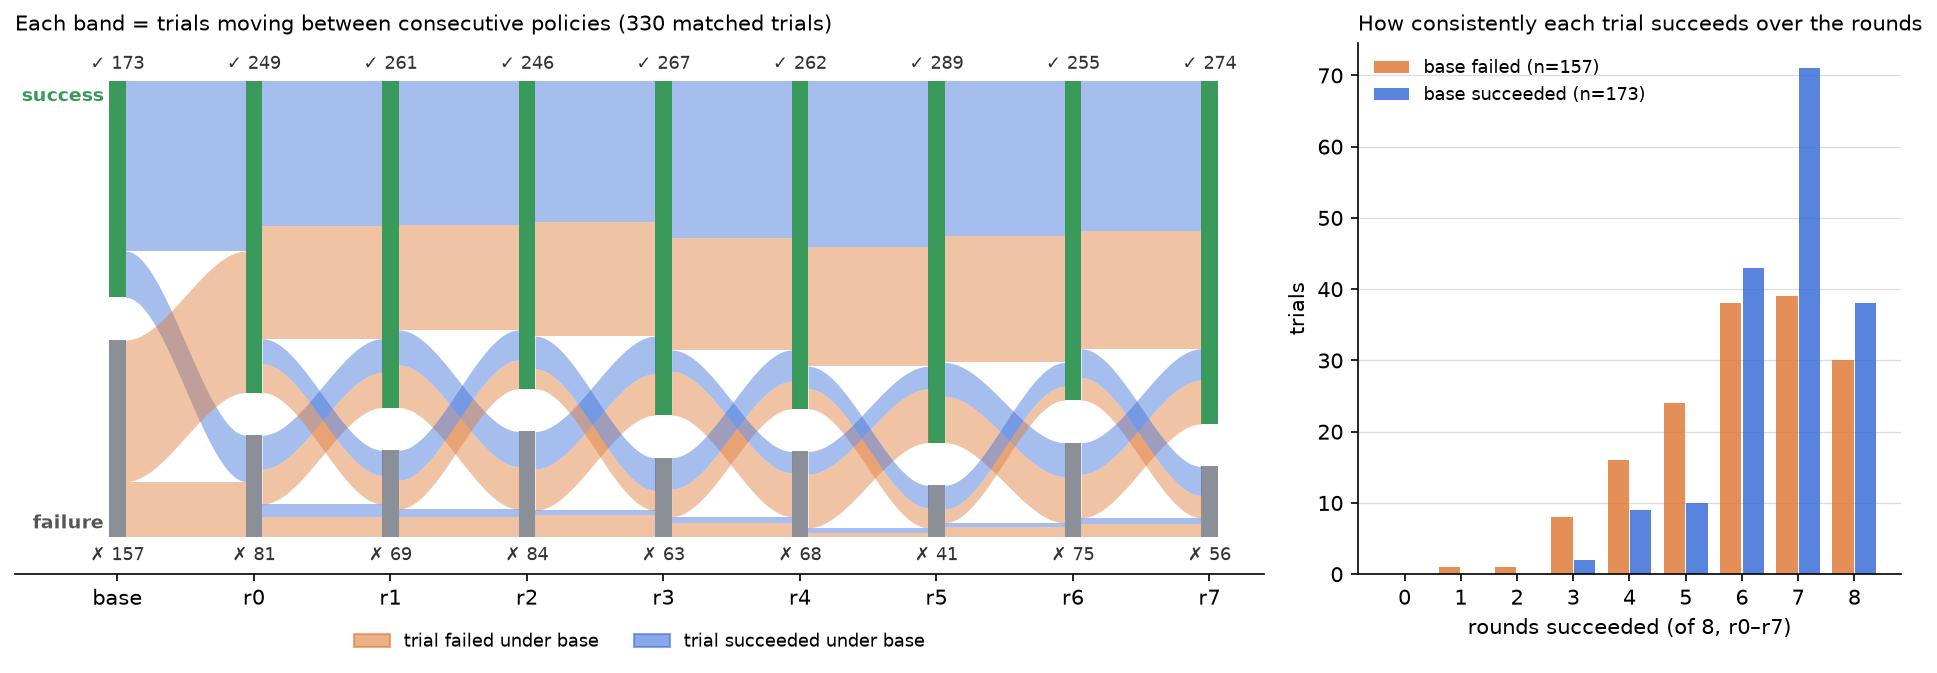 Each band = trials moving between consecutive policies (330 matched trials)
✓ 173 ✓ 249 ✓ 261 ✓ 246 ✓ 267 ✓ 262 ✓ 289 ✓ 255 ✓ 274
success
failure
✗ 157 ✗ 81 ✗ 69 ✗ 84 ✗ 63 ✗ 68 ✗ 41 ✗ 75 ✗ 56
base r0 r1 r2 r3 r4 r5 r6 r7
trial failed under base trial succeeded under base
How consistently each trial succeeds over the rounds
base failed (n=157)
base succeeded (n=173)
70
60
50
40
30
20
10
0
trials
0 1 2 3 4 5 6 7 8
rounds succeeded (of 8, r0–r7)